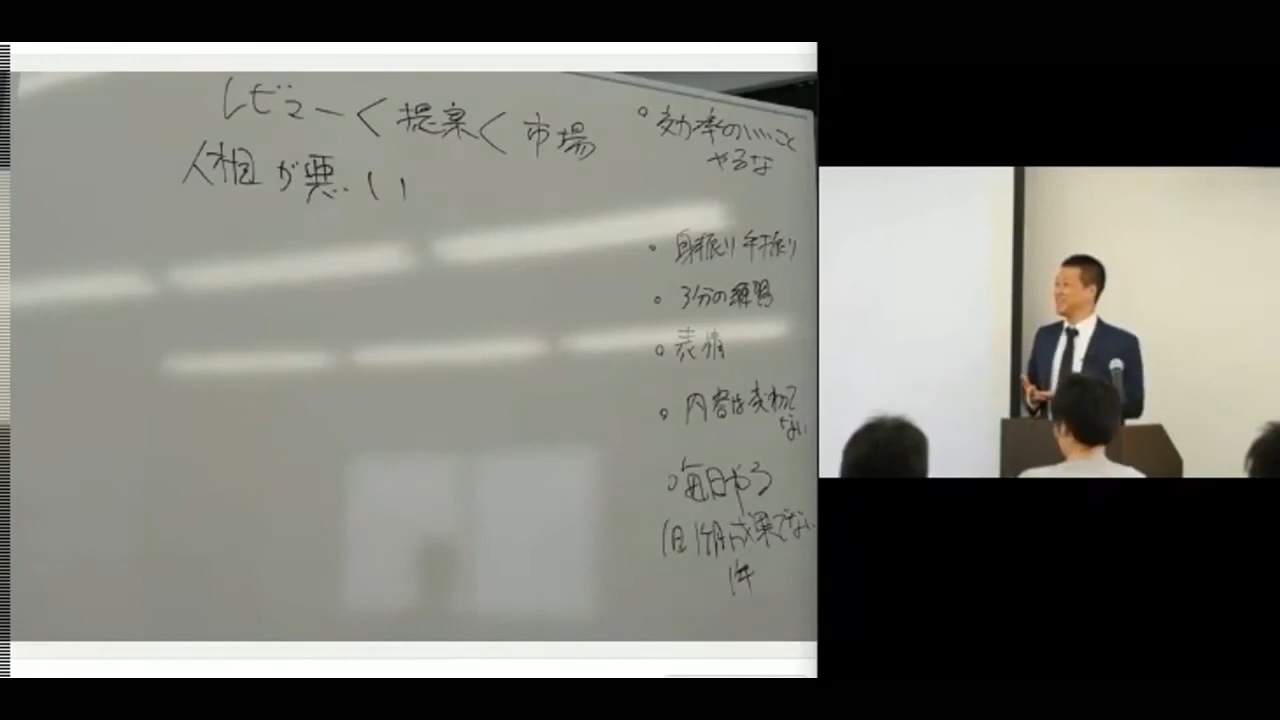 レビュー＜提案＜市場
人相が悪い
○効率のいいこと
やるな
○身振り手振り
○3分の練習
○表情
○内容は変わって
ない
○毎日やる
1日 1ヶ月 成果でない
1年